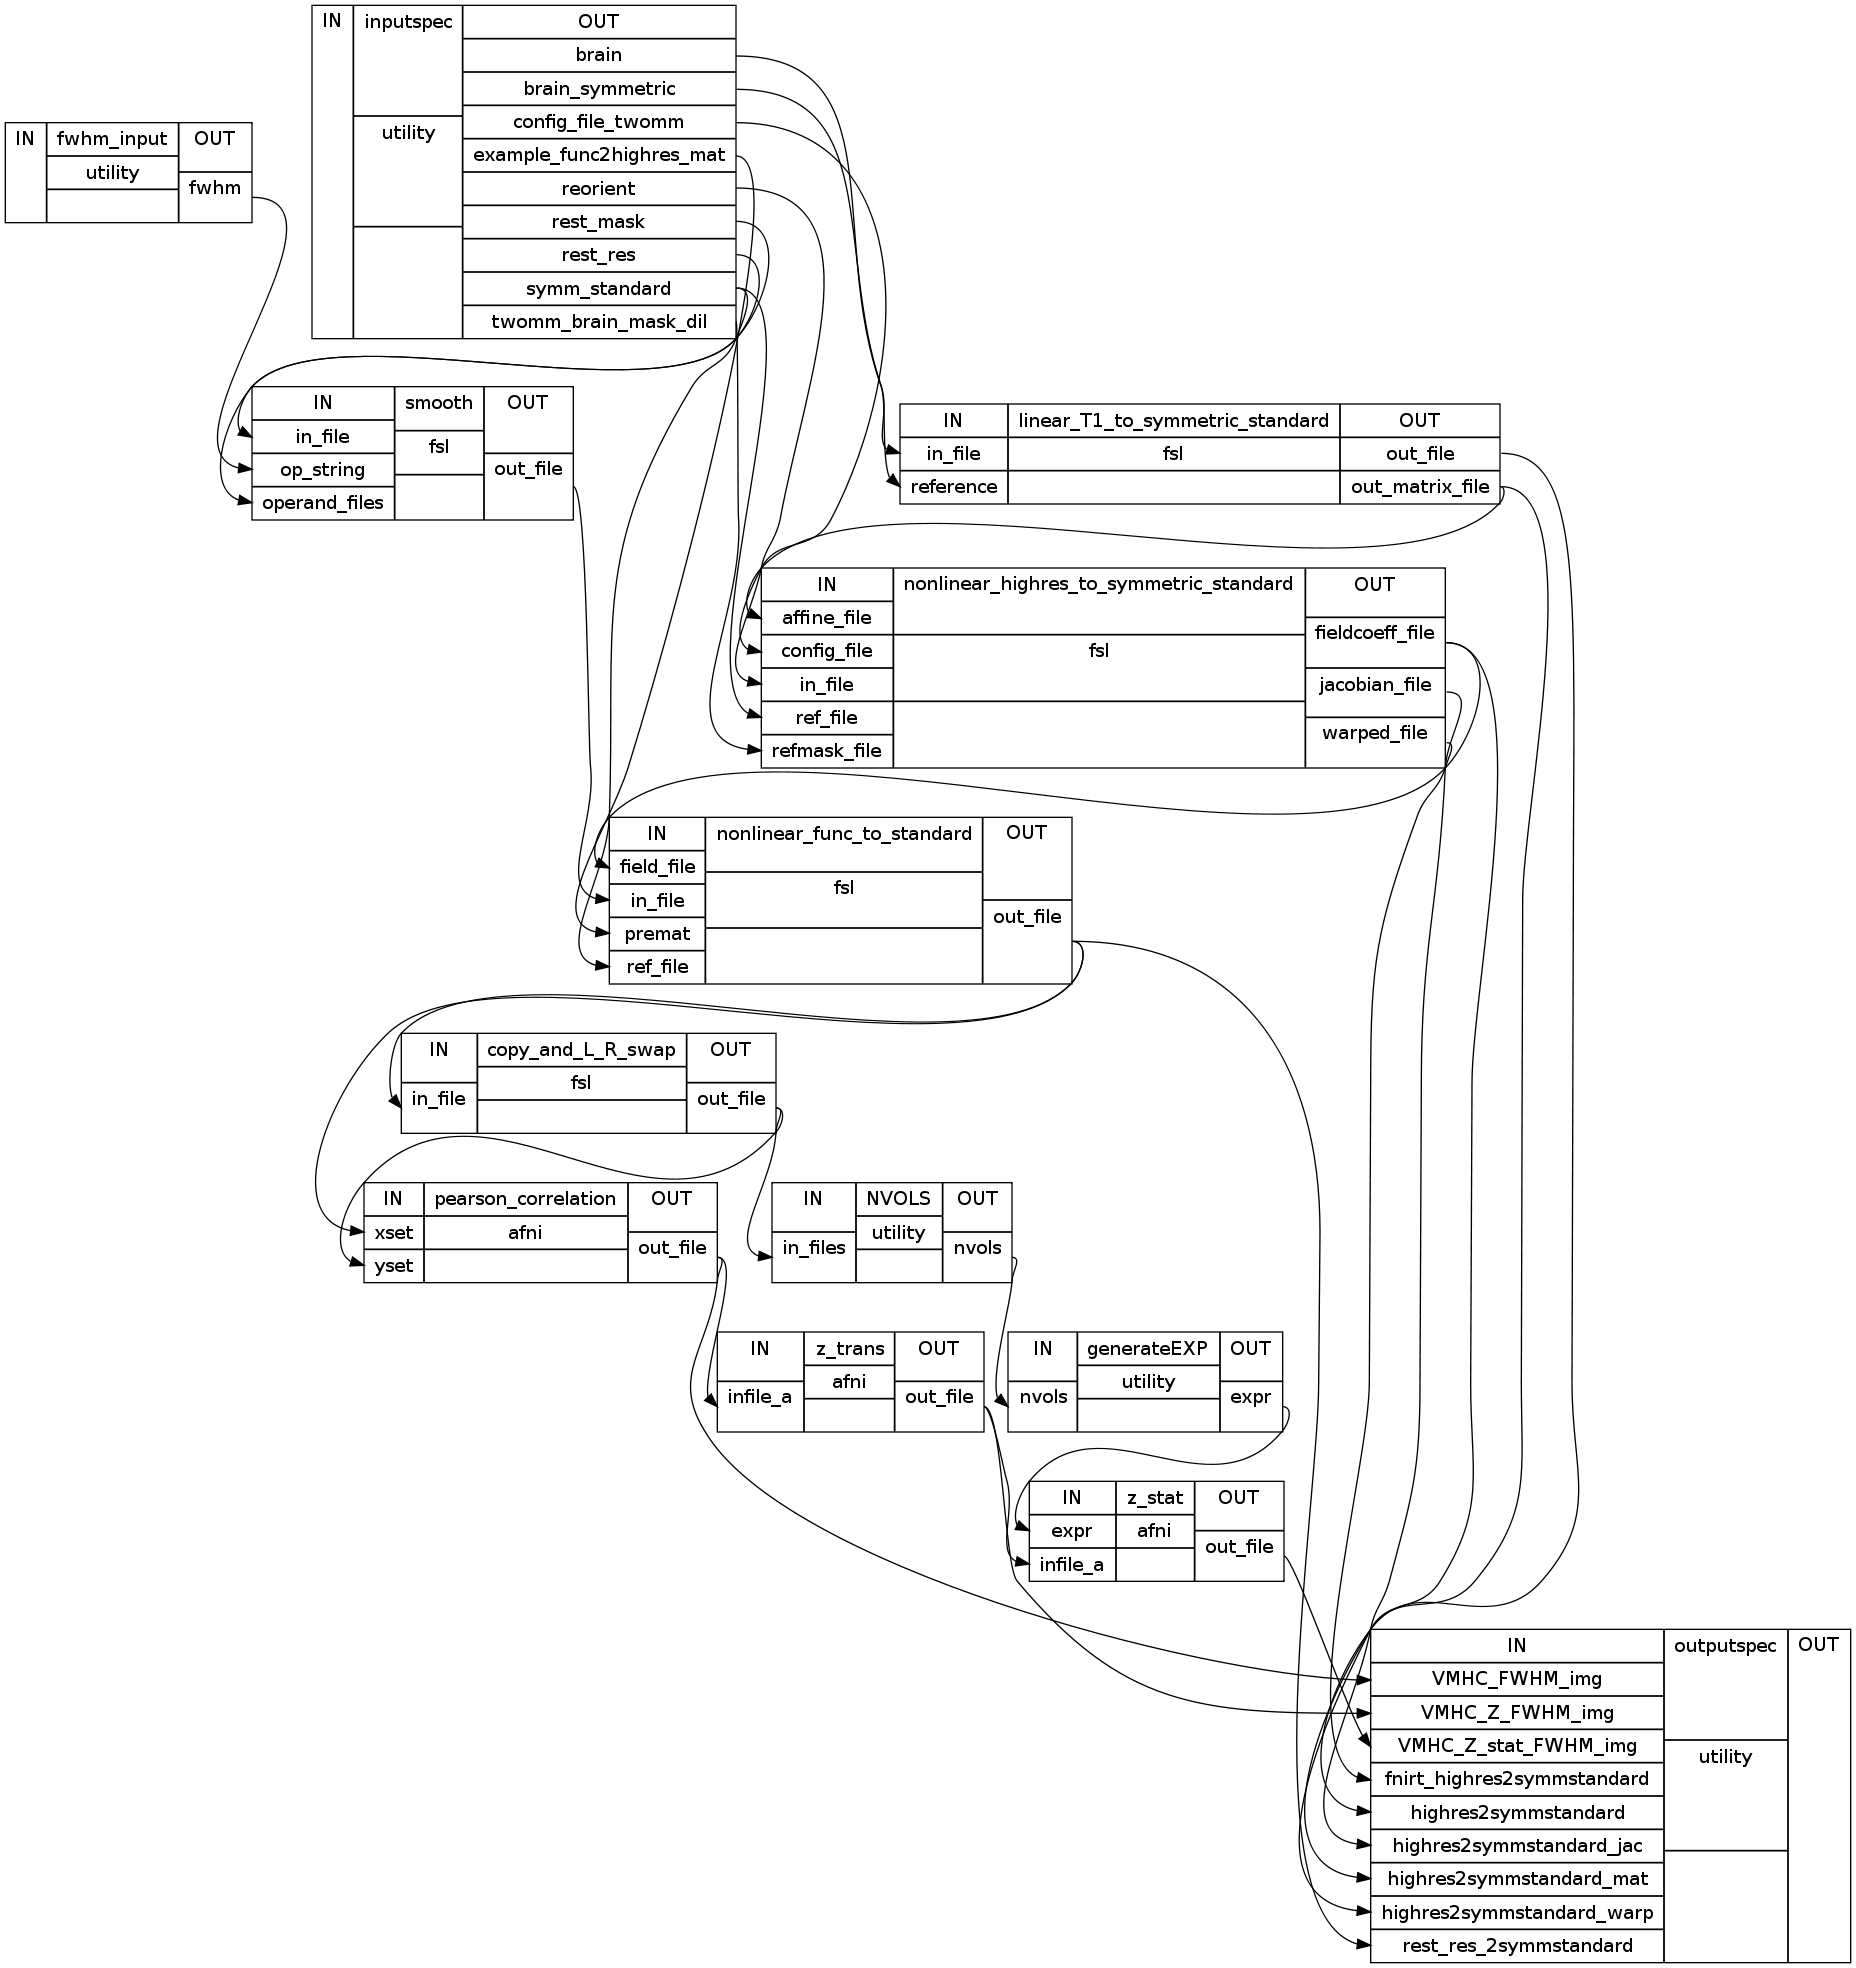 IN inputspec OUT
brain
brain_symmetric
config_file_twomm
utility
example_func2highres_mat
reorient
rest_mask
rest_res
symm_standard
twomm_brain_mask_dil
IN fwhm_input OUT
utility
fwhm
IN smooth OUT
in_file
fsl
op_string
out_file
operand_files
IN linear_T1_to_symmetric_standard OUT
in_file fsl out_file
reference out_matrix_file
IN nonlinear_highres_to_symmetric_standard OUT
affine_file
fieldcoeff_file
config_file fsl
in_file jacobian_file
ref_file
warped_file
refmask_file
IN nonlinear_func_to_standard OUT
field_file
fsl
in_file
out_file
premat
ref_file
IN copy_and_L_R_swap OUT
fsl
in_file out_file
IN pearson_correlation OUT
xset afni
out_file
yset
IN NVOLS OUT
utility
in_files nvols
IN z_trans OUT
afni
infile_a out_file
IN generateEXP OUT
utility
nvols expr
IN z_stat OUT
expr afni
out_file
infile_a
IN outputspec OUT
VMHC_FWHM_img
VMHC_Z_FWHM_img
VMHC_Z_stat_FWHM_img
utility
fnirt_highres2symmstandard
highres2symmstandard
highres2symmstandard_jac
highres2symmstandard_mat
highres2symmstandard_warp
rest_res_2symmstandard